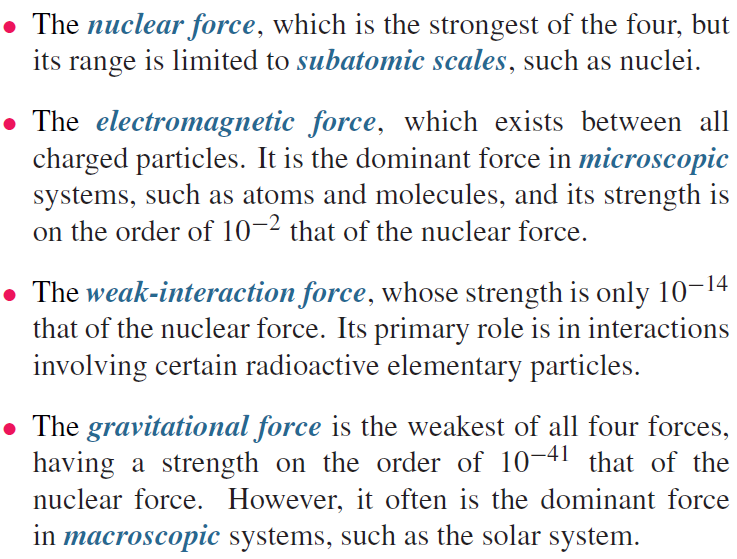 • The nuclear force, which is the strongest of the four, but
its range is limited to subatomic scales, such as nuclei.
• The electromagnetic force, which exists between all
charged particles. It is the dominant force in microscopic
systems, such as atoms and molecules, and its strength is
on the order of 10⁻² that of the nuclear force.
• The weak-interaction force, whose strength is only 10⁻¹⁴
that of the nuclear force. Its primary role is in interactions
involving certain radioactive elementary particles.
• The gravitational force is the weakest of all four forces,
having a strength on the order of 10⁻⁴¹ that of the
nuclear force. However, it often is the dominant force
in macroscopic systems, such as the solar system.